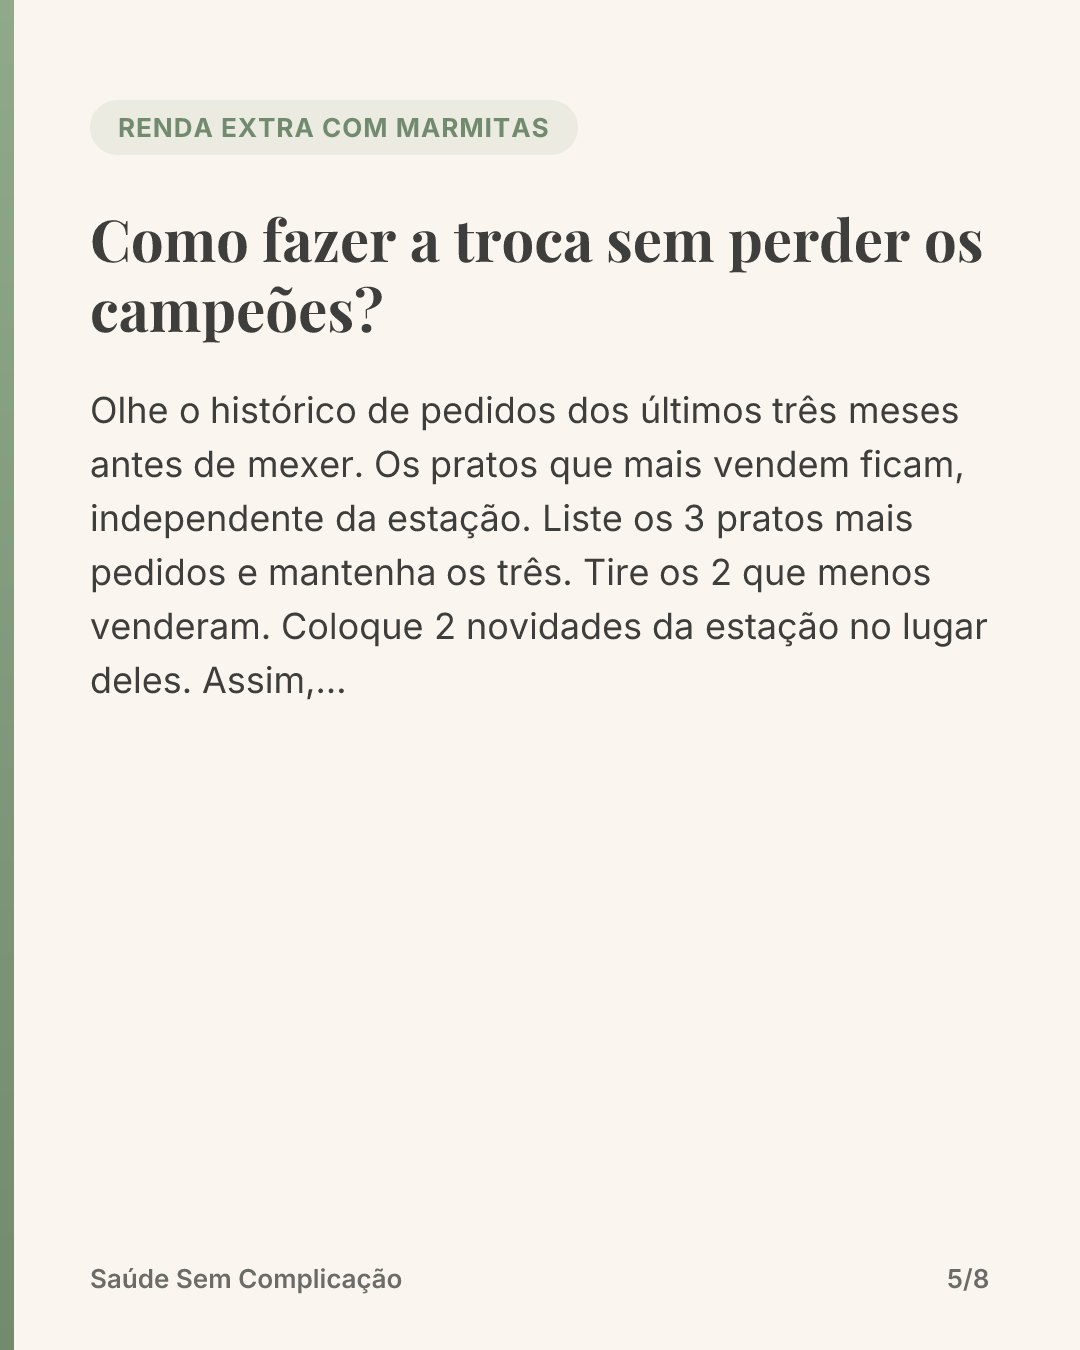 RENDA EXTRA COM MARMITAS
Como fazer a troca sem perder os
campeões?
Olhe o histórico de pedidos dos últimos três meses
antes de mexer. Os pratos que mais vendem ficam,
independente da estação. Liste os 3 pratos mais
pedidos e mantenha os três. Tire os 2 que menos
venderam. Coloque 2 novidades da estação no lugar
deles. Assim,...
Saúde Sem Complicação
5/8